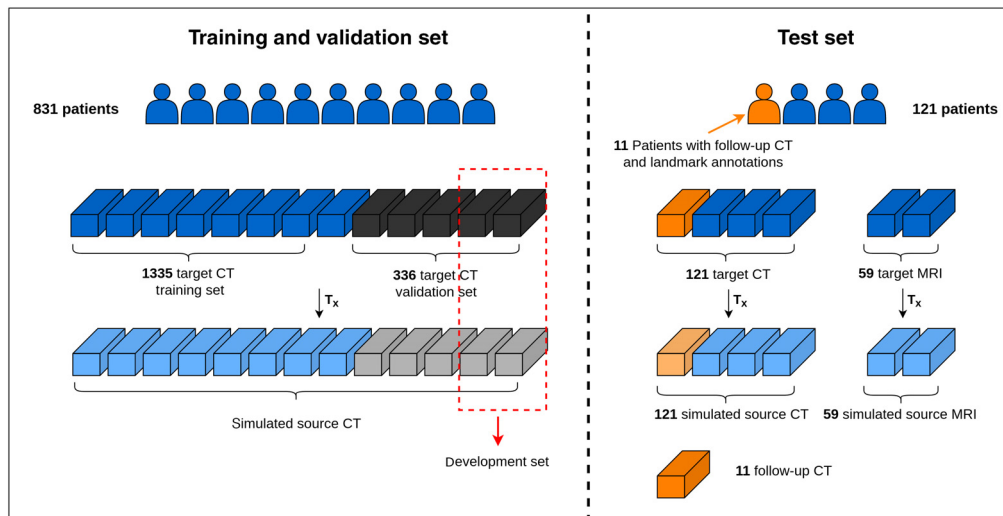 Training and validation set
831 patients
1335 target CT
training set
336 target CT
validation set
Tx
Simulated source CT
Development set
Test set
121 patients
11 Patients with follow-up CT
and landmark annotations
121 target CT
59 target MRI
Tx
Tx
121 simulated source CT
59 simulated source MRI
11 follow-up CT